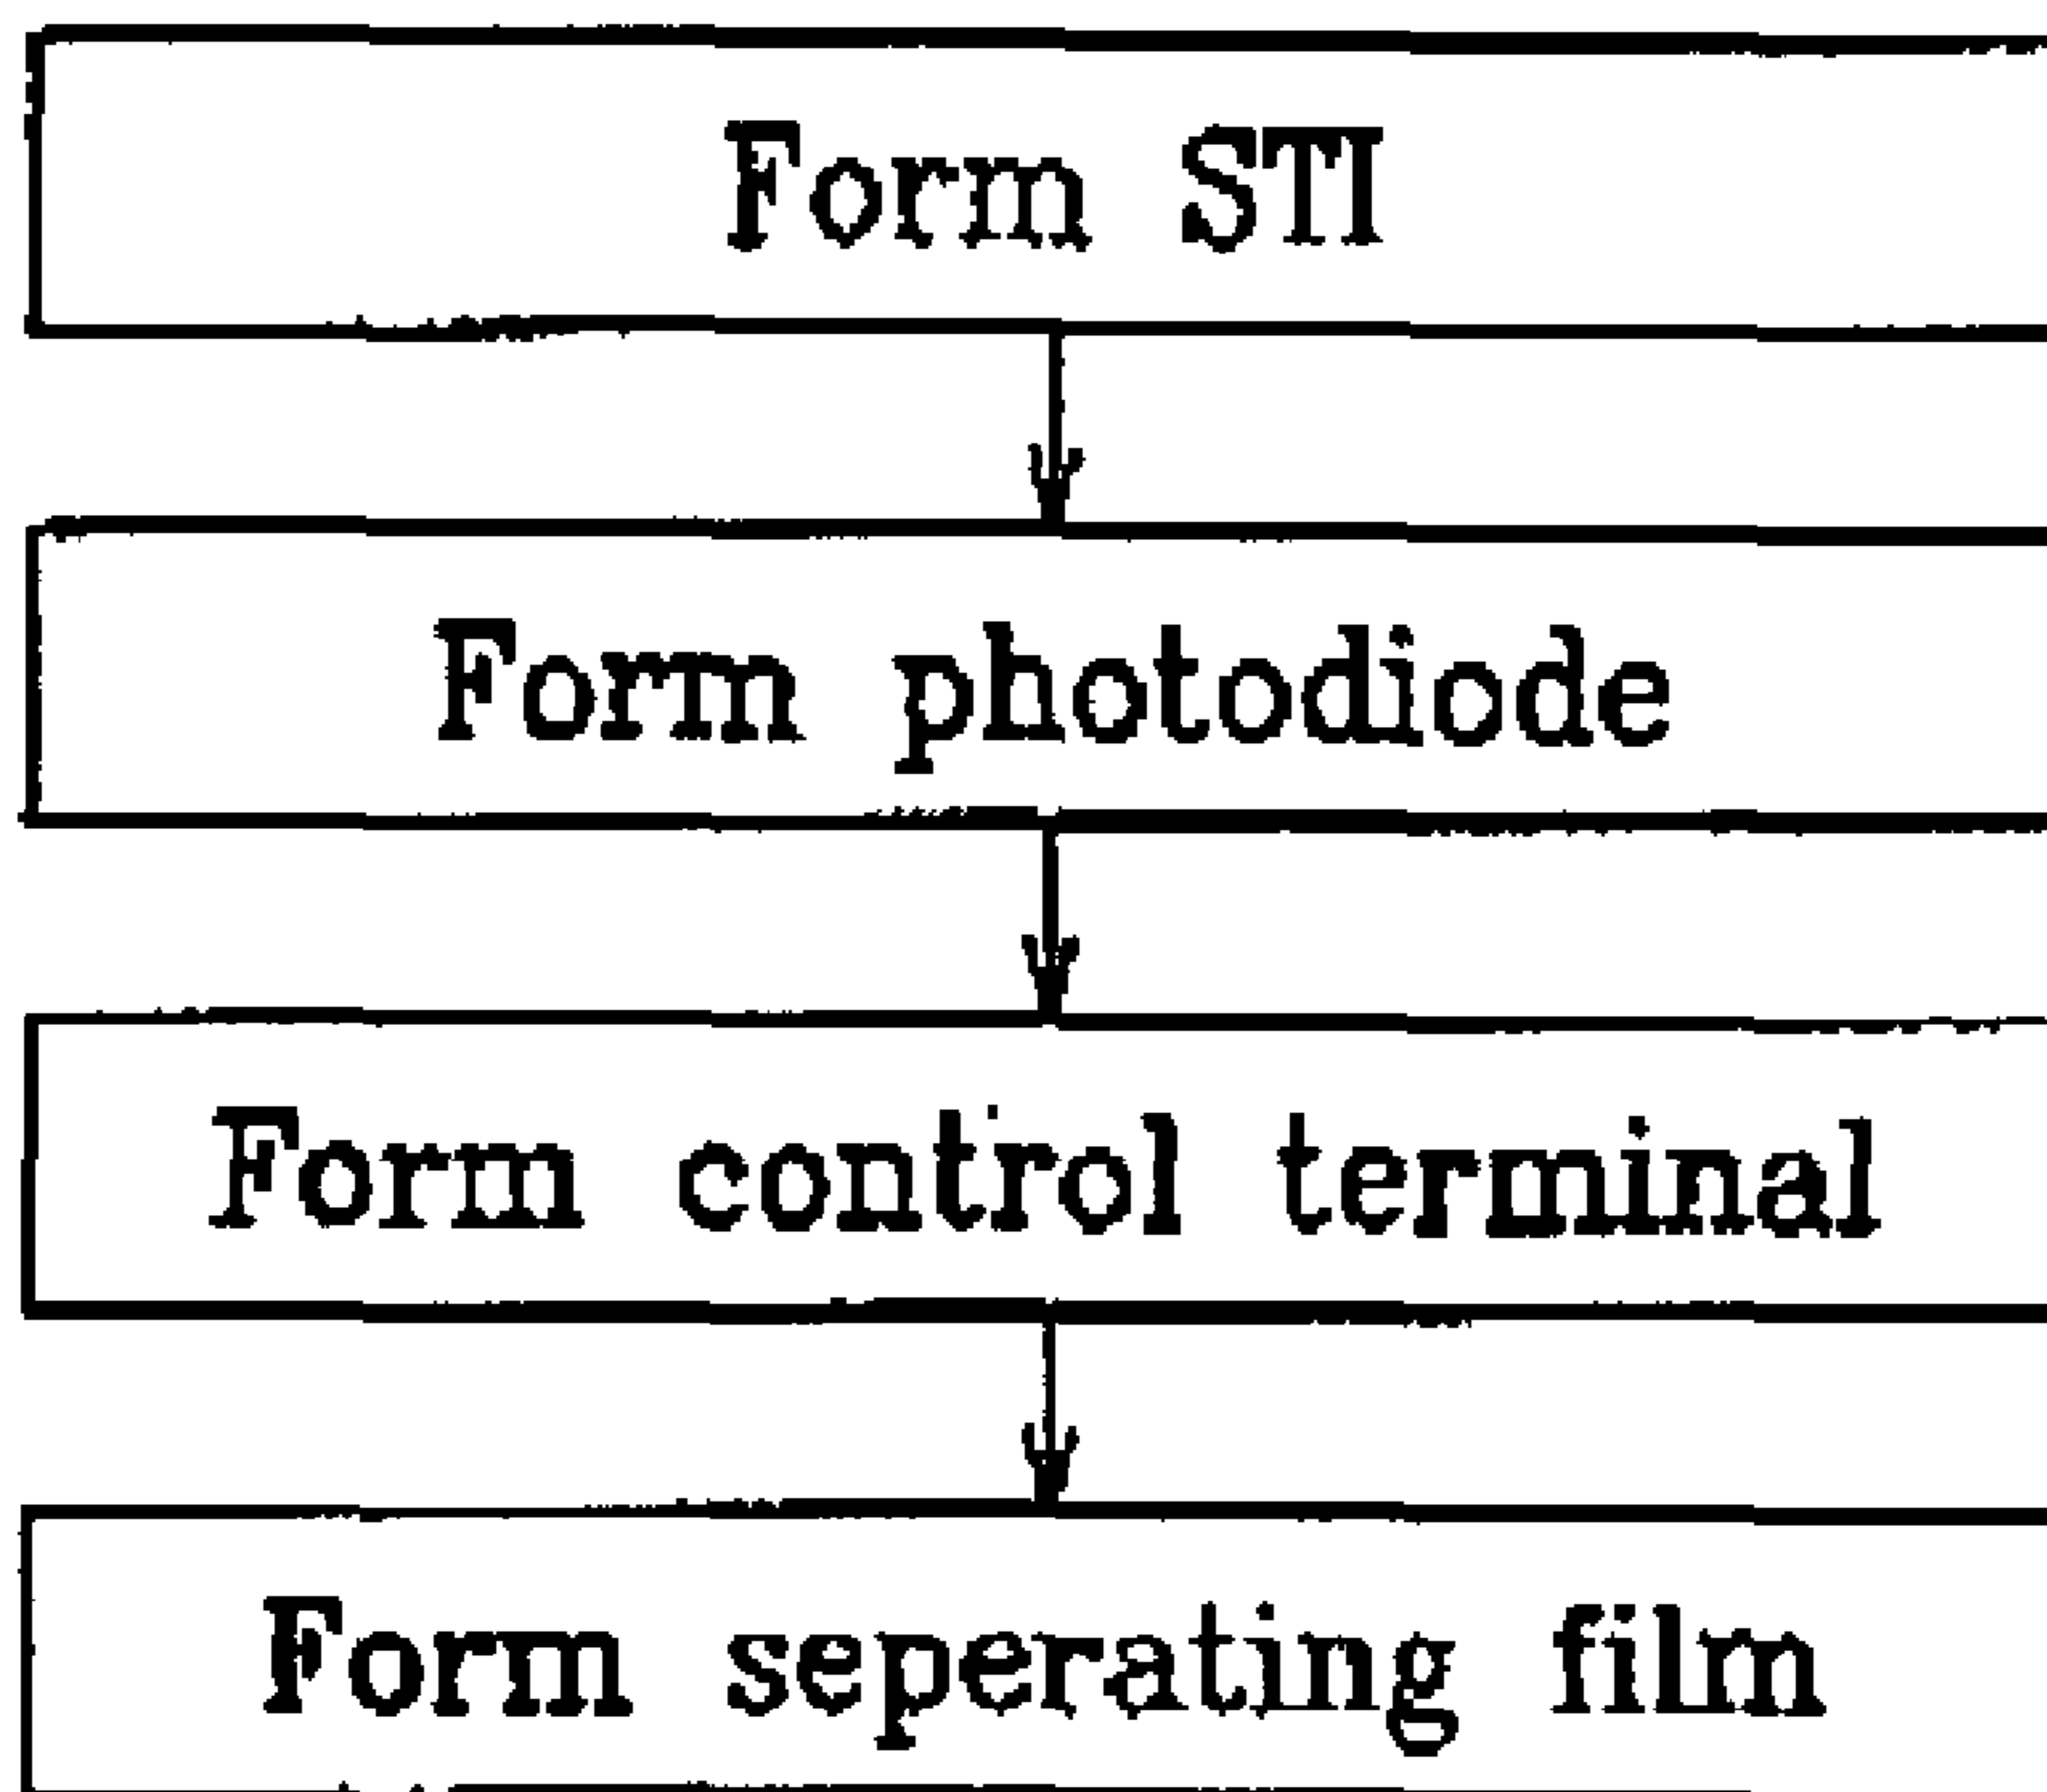 Form STI
Form photodiode
Form control terminal
Form seperating film